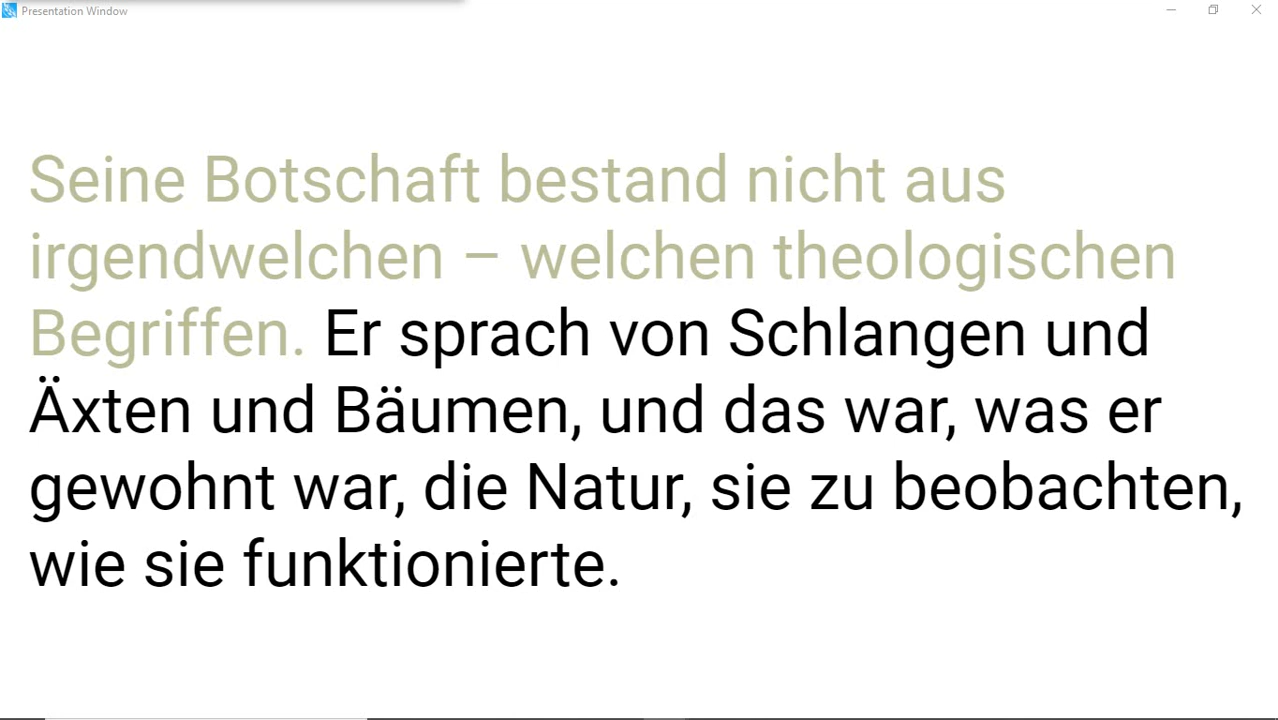 Presentation Window
Seine Botschaft bestand nicht aus
irgendwelchen – welchen theologischen
Begriffen. Er sprach von Schlangen und
Äxten und Bäumen, und das war, was er
gewohnt war, die Natur, sie zu beobachten,
wie sie funktionierte.